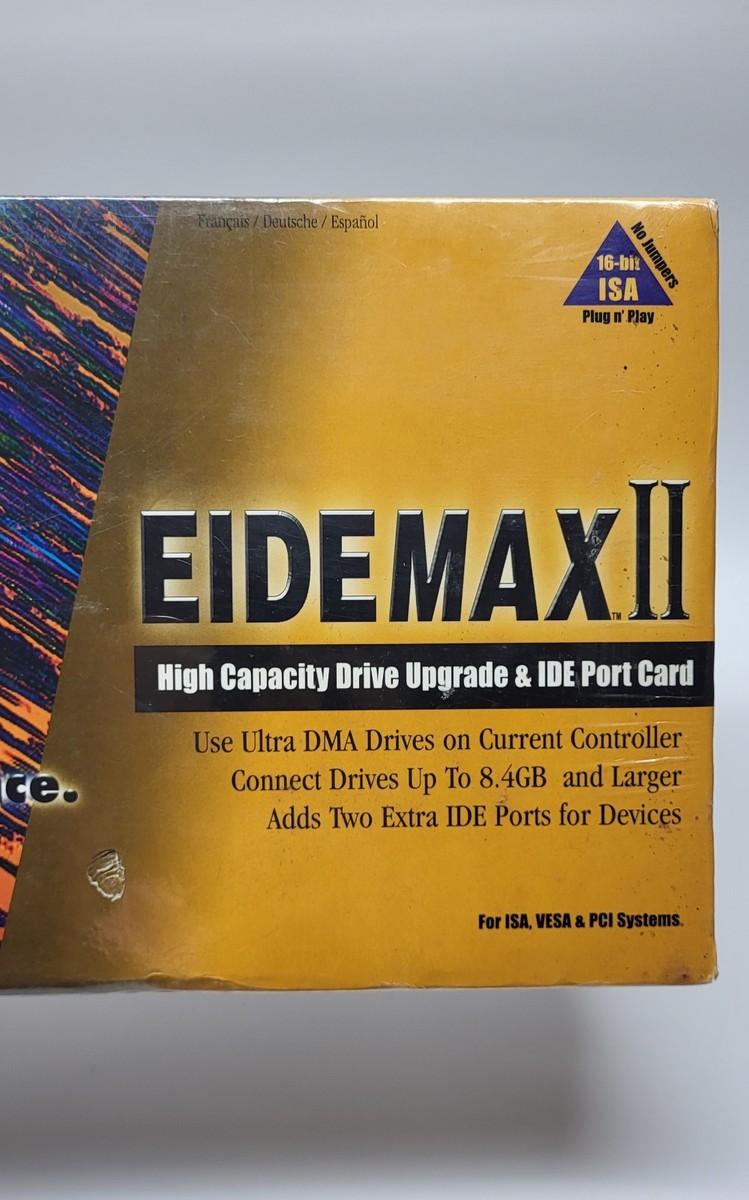 Français / Deutsche / Español
No Jumpers
16-bit
ISA
Plug n' Play
EIDEMAX™II
High Capacity Drive Upgrade & IDE Port Card
Use Ultra DMA Drives on Current Controller
Connect Drives Up To 8.4GB and Larger
Adds Two Extra IDE Ports for Devices
ce.
For ISA, VESA & PCI Systems.